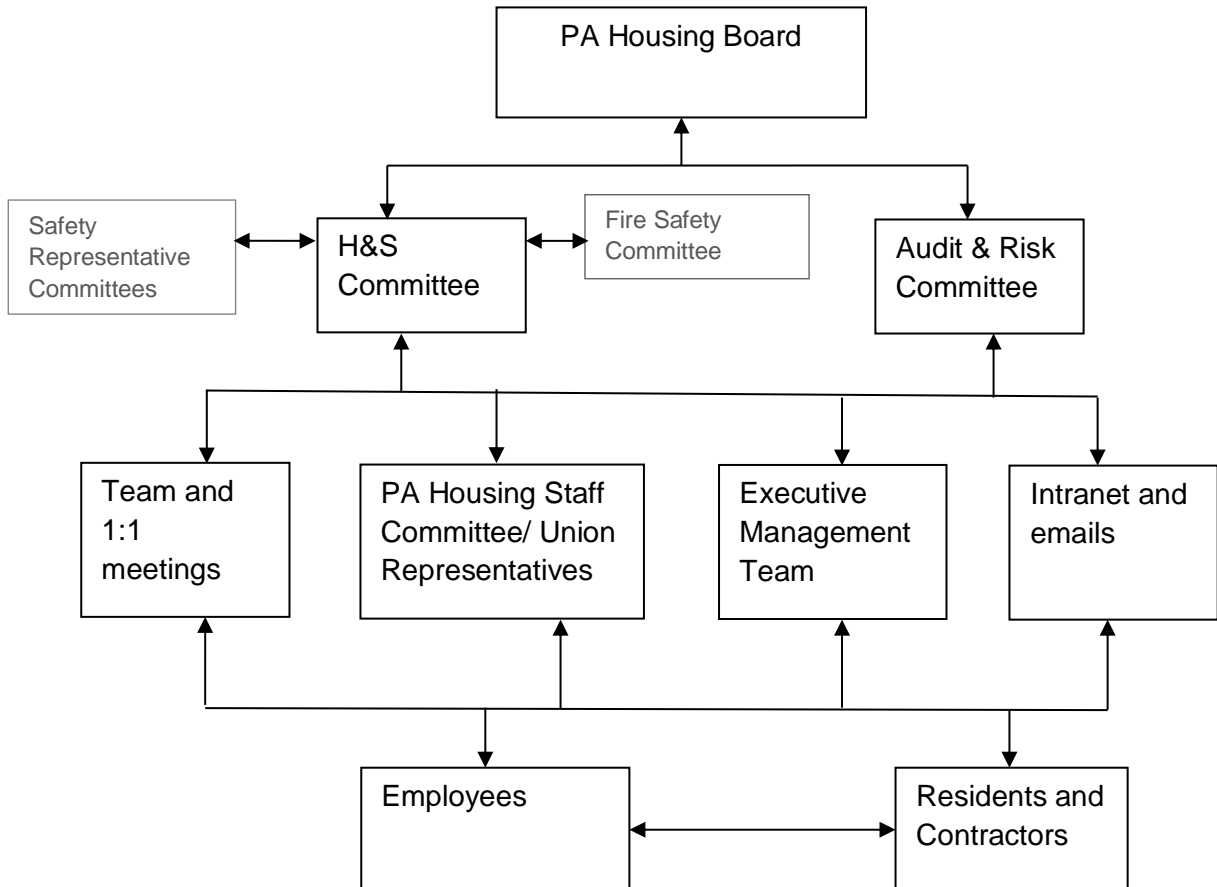 PA Housing Board
Safety
Representative
Committees
H&S
Committee
Fire Safety
Committee
Audit & Risk
Committee
Team and
1:1
meetings
PA Housing Staff
Committee/ Union
Representatives
Executive
Management
Team
Intranet and
emails
Employees
Residents and
Contractors